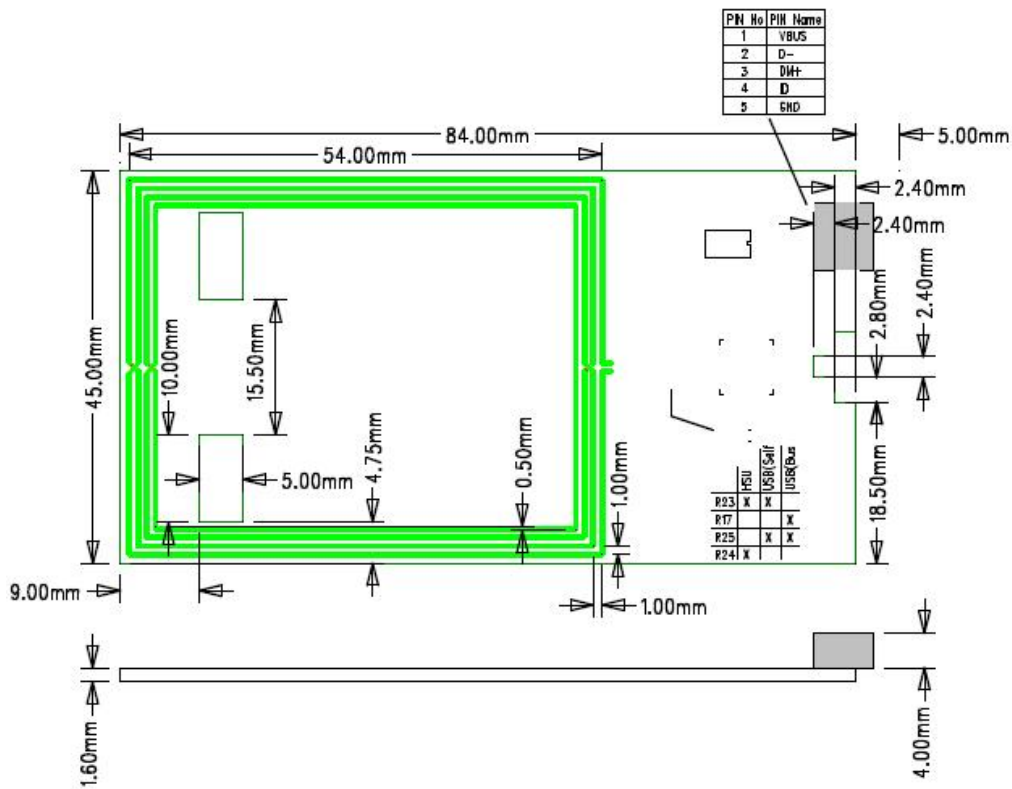 PIN No PIN Name
1 VBUS
2 D-
3 DM+
4 ID
5 GND
84.00mm
5.00mm
54.00mm
2.40mm
2.40mm
45.00mm
10.00mm
15.50mm
2.80mm
2.40mm
4.75mm
0.50mm
1.00mm
5.00mm
18.50mm
HSU USB(Self USB(Bus
R23 X X
R17 X
R25 X X
R24 X
9.00mm
1.00mm
1.60mm
4.00mm